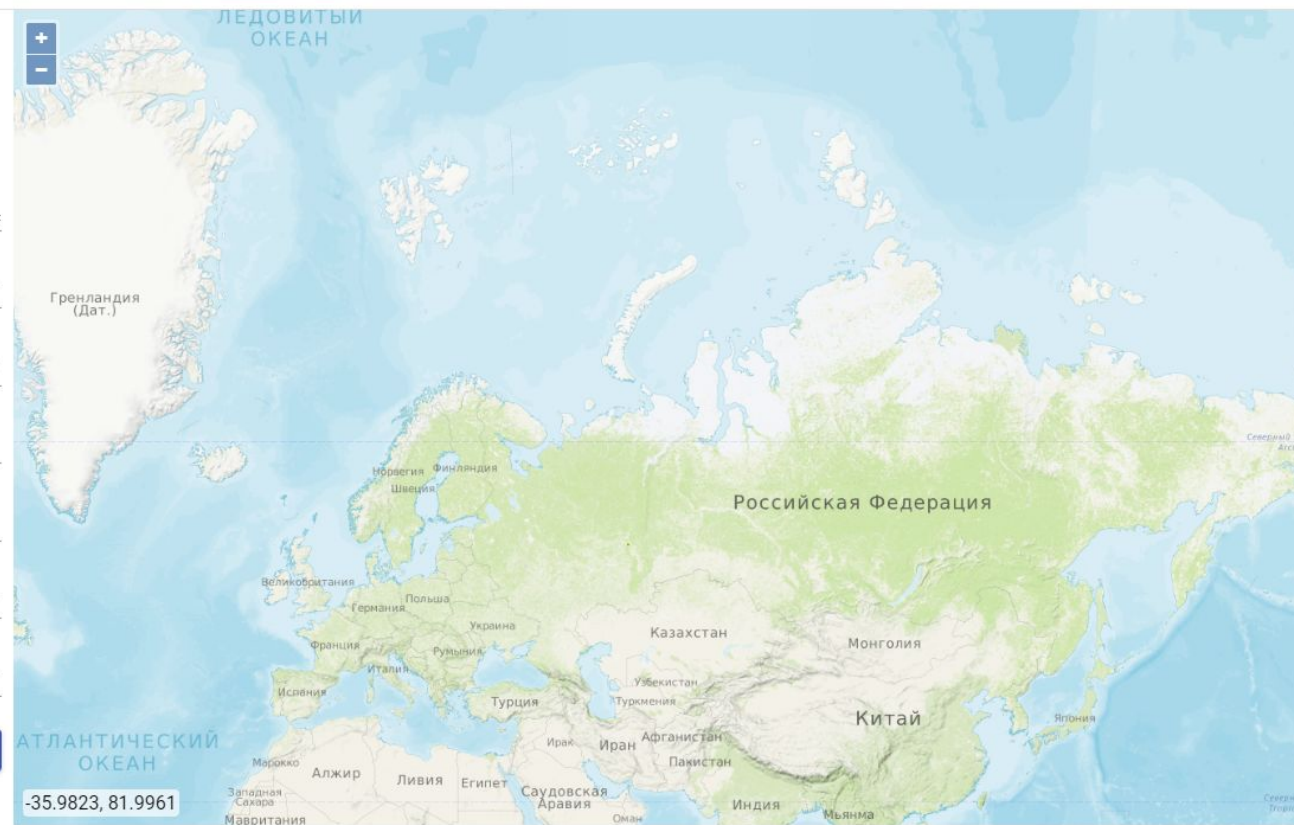 ЛЕДОВИТЫЙ
ОКЕАН
+
−
Гренландия
(Дат.)
Северный
Норвегия
Финляндия
Швеция
Российская Федерация
Великобритания
Польша
Германия
Украина
Казахстан
Франция
Румыния
Монголия
Италия
Узбекистан
Испания
Турция
Туркмения
Китай
Япония
АТЛАНТИЧЕСКИЙ
ОКЕАН
Ирак
Иран
Афганистан
Марокко
Пакистан
Алжир
Ливия
Египет
Западная
Сахара
Саудовская
Аравия
-35.9823, 81.9961
Индия
Мьянма
Оман
Мавритания